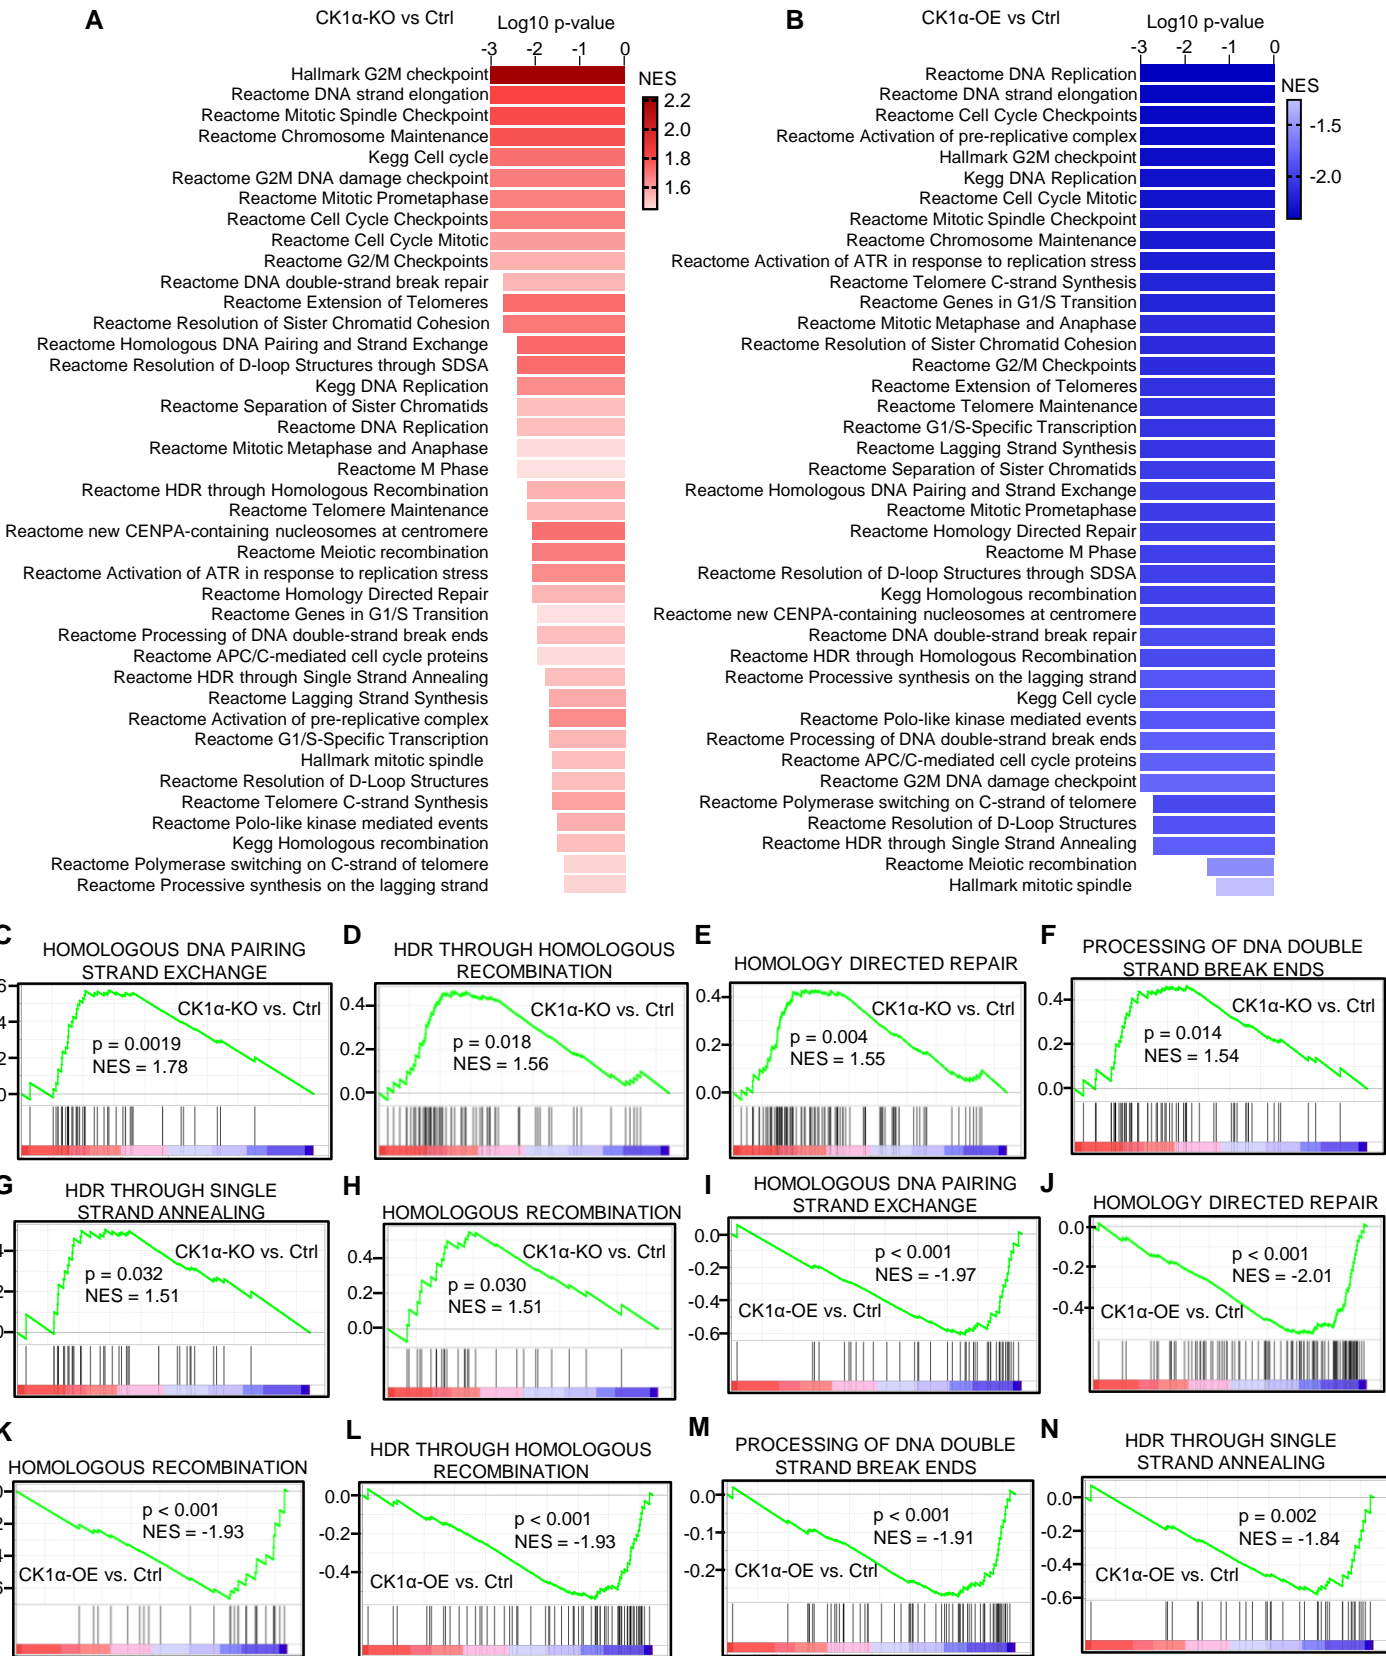 A
CK1α-KO vs Ctrl
Log10 p-value
-3 -2 -1 0
Hallmark G2M checkpoint
Reactome DNA strand elongation
Reactome Mitotic Spindle Checkpoint
Reactome Chromosome Maintenance
Kegg Cell cycle
Reactome G2M DNA damage checkpoint
Reactome Mitotic Prometaphase
Reactome Cell Cycle Checkpoints
Reactome Cell Cycle Mitotic
Reactome G2/M Checkpoints
Reactome DNA double-strand break repair
Reactome Extension of Telomeres
Reactome Resolution of Sister Chromatid Cohesion
Reactome Homologous DNA Pairing and Strand Exchange
Reactome Resolution of D-loop Structures through SDSA
Kegg DNA Replication
Reactome Separation of Sister Chromatids
Reactome DNA Replication
Reactome Mitotic Metaphase and Anaphase
Reactome M Phase
Reactome HDR through Homologous Recombination
Reactome Telomere Maintenance
Reactome new CENPA-containing nucleosomes at centromere
Reactome Meiotic recombination
Reactome Activation of ATR in response to replication stress
Reactome Homology Directed Repair
Reactome Genes in G1/S Transition
Reactome Processing of DNA double-strand break ends
Reactome APC/C-mediated cell cycle proteins
Reactome HDR through Single Strand Annealing
Reactome Lagging Strand Synthesis
Reactome Activation of pre-replicative complex
Reactome G1/S-Specific Transcription
Hallmark mitotic spindle
Reactome Resolution of D-Loop Structures
Reactome Telomere C-strand Synthesis
Reactome Polo-like kinase mediated events
Kegg Homologous recombination
Reactome Polymerase switching on C-strand of telomere
Reactome Processive synthesis on the lagging strand
NES
2.2
2.0
1.8
1.6
B
CK1α-OE vs Ctrl
Log10 p-value
-3 -2 -1 0
Reactome DNA Replication
Reactome DNA strand elongation
Reactome Cell Cycle Checkpoints
Reactome Activation of pre-replicative complex
Hallmark G2M checkpoint
Kegg DNA Replication
Reactome Cell Cycle Mitotic
Reactome Mitotic Spindle Checkpoint
Reactome Chromosome Maintenance
Reactome Activation of ATR in response to replication stress
Reactome Telomere C-strand Synthesis
Reactome Genes in G1/S Transition
Reactome Mitotic Metaphase and Anaphase
Reactome Resolution of Sister Chromatid Cohesion
Reactome G2/M Checkpoints
Reactome Extension of Telomeres
Reactome Telomere Maintenance
Reactome G1/S-Specific Transcription
Reactome Lagging Strand Synthesis
Reactome Separation of Sister Chromatids
Reactome Homologous DNA Pairing and Strand Exchange
Reactome Mitotic Prometaphase
Reactome Homology Directed Repair
Reactome M Phase
Reactome Resolution of D-loop Structures through SDSA
Kegg Homologous recombination
Reactome new CENPA-containing nucleosomes at centromere
Reactome DNA double-strand break repair
Reactome HDR through Homologous Recombination
Reactome Processive synthesis on the lagging strand
Kegg Cell cycle
Reactome Polo-like kinase mediated events
Reactome Processing of DNA double-strand break ends
Reactome APC/C-mediated cell cycle proteins
Reactome G2M DNA damage checkpoint
Reactome Polymerase switching on C-strand of telomere
Reactome Resolution of D-Loop Structures
Reactome HDR through Single Strand Annealing
Reactome Meiotic recombination
Hallmark mitotic spindle
NES
-1.5
-2.0
C
HOMOLOGOUS DNA PAIRING
STRAND EXCHANGE
CK1α-KO vs. Ctrl
p = 0.0019
NES = 1.78
6
4
2
0
D
HDR THROUGH HOMOLOGOUS
RECOMBINATION
CK1α-KO vs. Ctrl
p = 0.018
NES = 1.56
0.4
0.2
0.0
E
HOMOLOGY DIRECTED REPAIR
CK1α-KO vs. Ctrl
p = 0.004
NES = 1.55
0.4
0.2
0.0
F
PROCESSING OF DNA DOUBLE
STRAND BREAK ENDS
CK1α-KO vs. Ctrl
p = 0.014
NES = 1.54
0.4
0.2
0.0
G
HDR THROUGH SINGLE
STRAND ANNEALING
CK1α-KO vs. Ctrl
p = 0.032
NES = 1.51
4
2
0
H
HOMOLOGOUS RECOMBINATION
CK1α-KO vs. Ctrl
p = 0.030
NES = 1.51
0.4
0.2
0.0
I
HOMOLOGOUS DNA PAIRING
STRAND EXCHANGE
p < 0.001
NES = -1.97
CK1α-OE vs. Ctrl
0.0
-0.2
-0.4
-0.6
J
HOMOLOGY DIRECTED REPAIR
p < 0.001
NES = -2.01
CK1α-OE vs. Ctrl
0.0
-0.2
-0.4
K
HOMOLOGOUS RECOMBINATION
p < 0.001
NES = -1.93
CK1α-OE vs. Ctrl
0
2
4
6
L
HDR THROUGH HOMOLOGOUS
RECOMBINATION
p < 0.001
NES = -1.93
CK1α-OE vs. Ctrl
0.0
-0.2
-0.4
M
PROCESSING OF DNA DOUBLE
STRAND BREAK ENDS
p < 0.001
NES = -1.91
CK1α-OE vs. Ctrl
0.0
-0.1
-0.2
N
HDR THROUGH SINGLE
STRAND ANNEALING
p = 0.002
NES = -1.84
CK1α-OE vs. Ctrl
0.0
-0.2
-0.4
-0.6